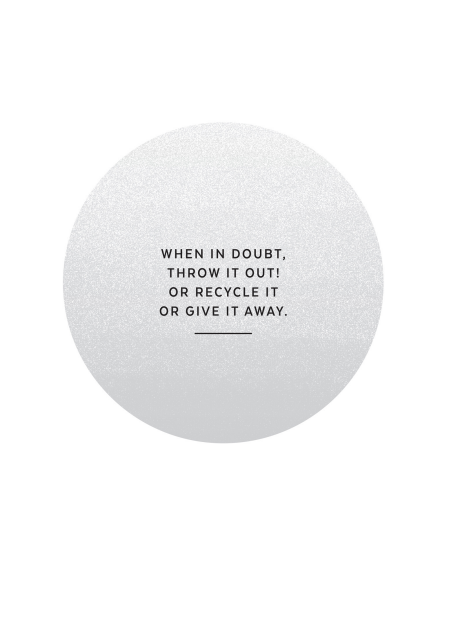 WHEN IN DOUBT,
THROW IT OUT!
OR RECYCLE IT
OR GIVE IT AWAY.